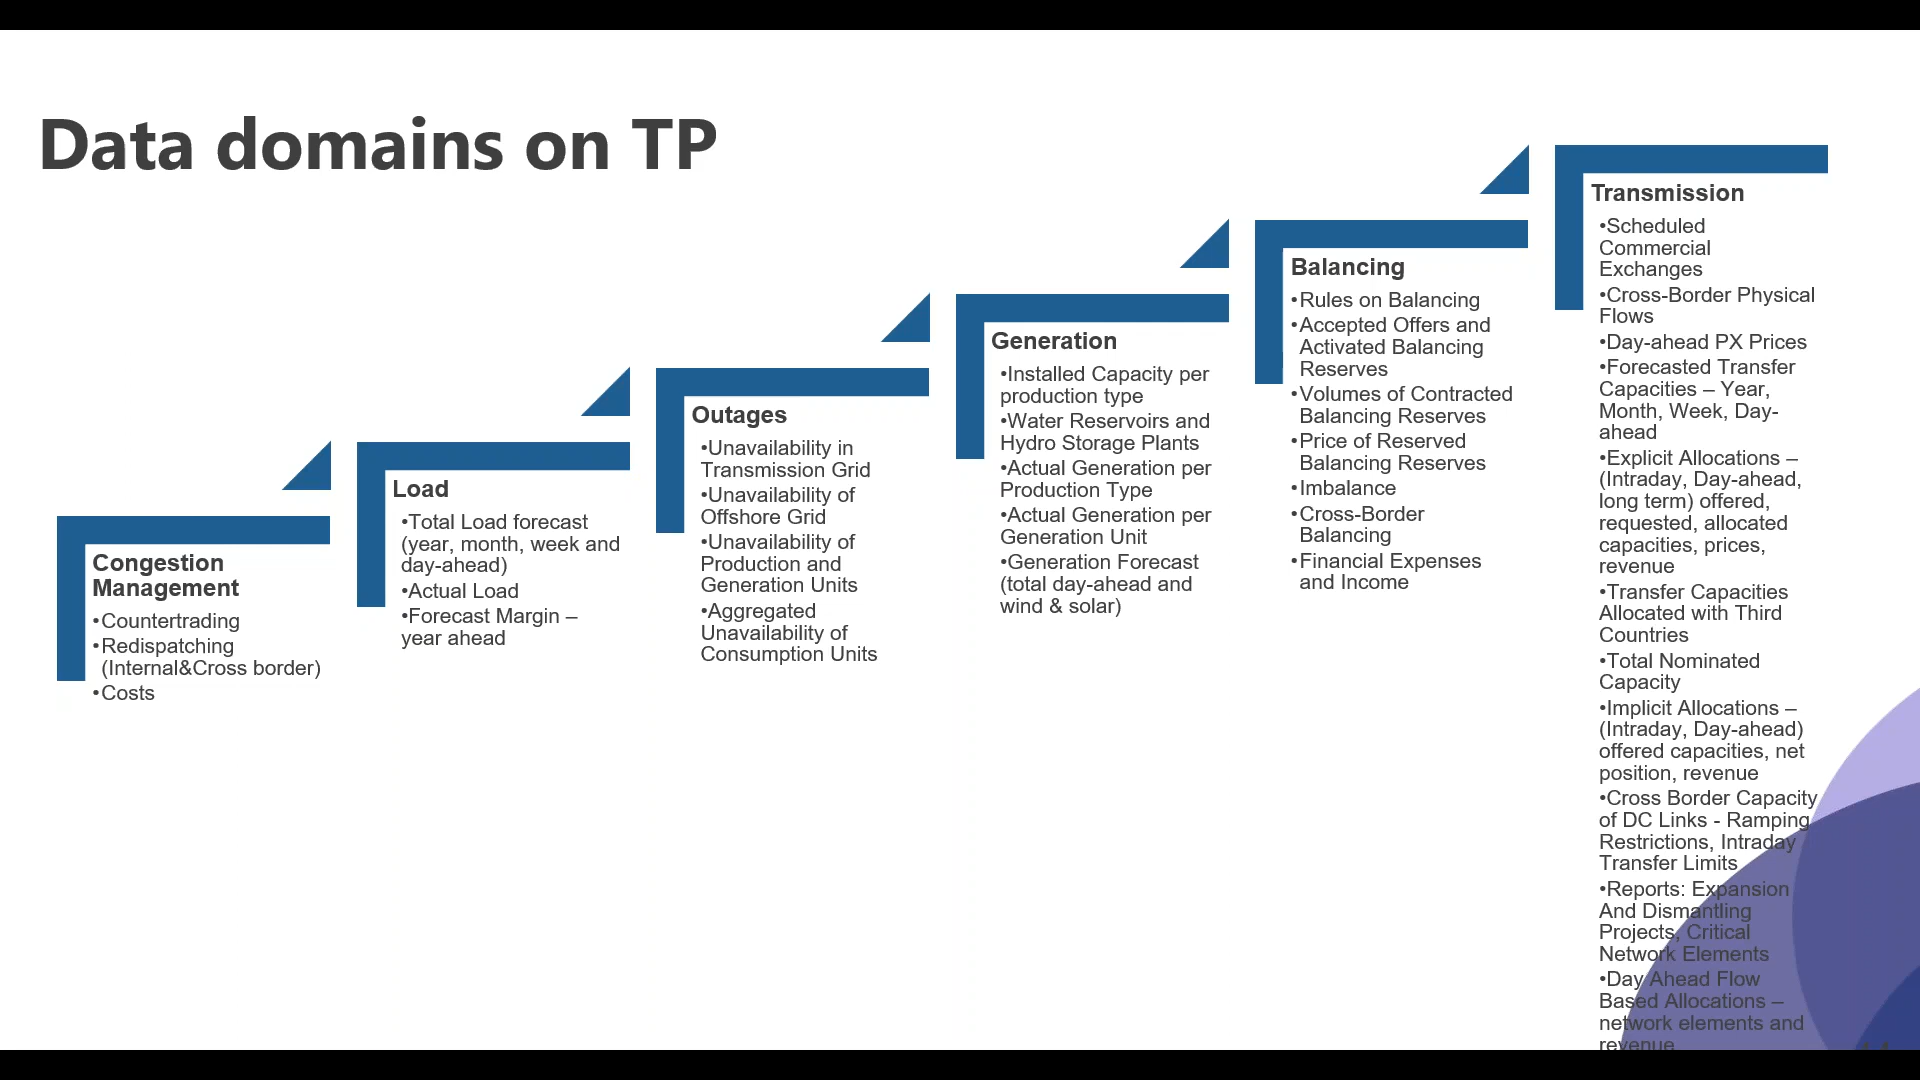 Data domains on TP
Congestion
Management
•Countertrading
•Redispatching
(Internal&Cross border)
•Costs
Load
•Total Load forecast
(year, month, week and
day-ahead)
•Actual Load
•Forecast Margin –
year ahead
Outages
•Unavailability in
Transmission Grid
•Unavailability of
Offshore Grid
•Unavailability of
Production and
Generation Units
•Aggregated
Unavailability of
Consumption Units
Generation
•Installed Capacity per
production type
•Water Reservoirs and
Hydro Storage Plants
•Actual Generation per
Production Type
•Actual Generation per
Generation Unit
•Generation Forecast
(total day-ahead and
wind & solar)
Balancing
•Rules on Balancing
•Accepted Offers and
Activated Balancing
Reserves
•Volumes of Contracted
Balancing Reserves
•Price of Reserved
Balancing Reserves
•Imbalance
•Cross-Border
Balancing
•Financial Expenses
and Income
Transmission
•Scheduled
Commercial
Exchanges
•Cross-Border Physical
Flows
•Day-ahead PX Prices
•Forecasted Transfer
Capacities – Year,
Month, Week, Day-
ahead
•Explicit Allocations –
(Intraday, Day-ahead,
long term) offered,
requested, allocated
capacities, prices,
revenue
•Transfer Capacities
Allocated with Third
Countries
•Total Nominated
Capacity
•Implicit Allocations –
(Intraday, Day-ahead)
offered capacities, net
position, revenue
•Cross Border Capacity
of DC Links - Ramping
Restrictions, Intraday
Transfer Limits
•Reports: Expansion
And Dismantling
Projects, Critical
Network Elements
•Day Ahead Flow
Based Allocations –
network elements and
revenue